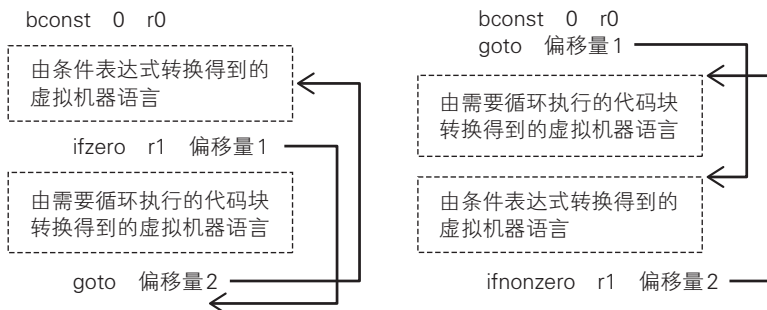 bconst 0 r0
由条件表达式转换得到的
虚拟机器语言
ifzero r1 偏移量1
由需要循环执行的代码块
转换得到的虚拟机器语言
goto 偏移量2
bconst 0 r0
goto 偏移量1
由需要循环执行的代码块
转换得到的虚拟机器语言
由条件表达式转换得到的
虚拟机器语言
ifnonzero r1 偏移量2